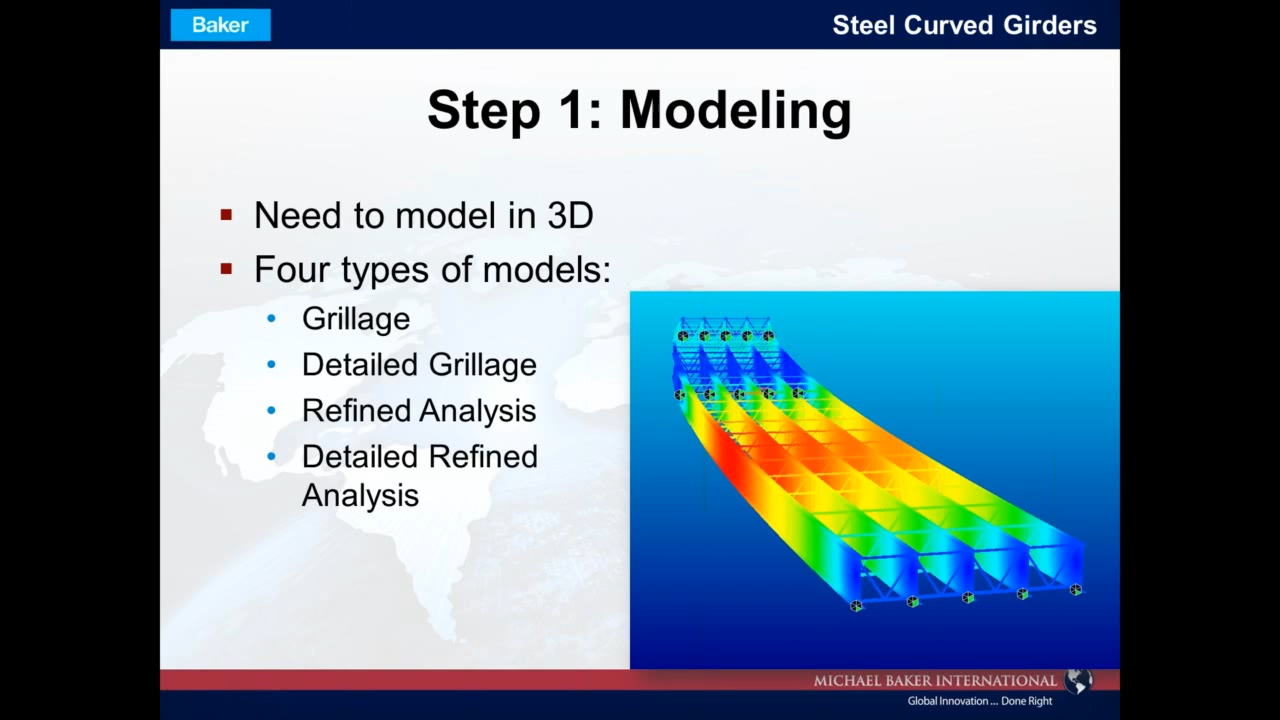 Baker
Steel Curved Girders
Step 1: Modeling
Need to model in 3D
Four types of models:
Grillage
Detailed Grillage
Refined Analysis
Detailed Refined
Analysis
MICHAEL BAKER INTERNATIONAL
Global Innovation ... Done Right